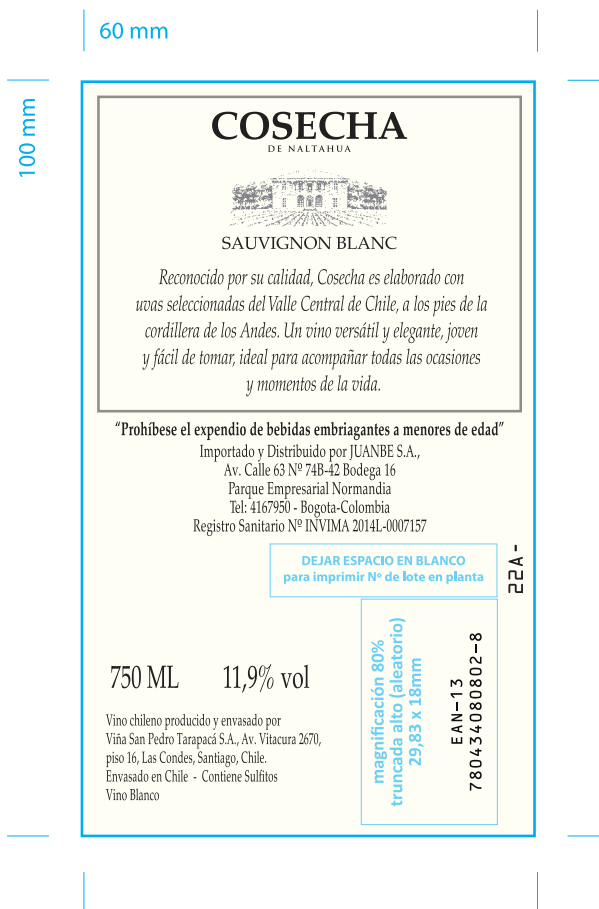 60 mm
100 mm
COSECHA
DE NALTAHUA
SAUVIGNON BLANC
Reconocido por su calidad, Cosecha es elaborado con
uvas seleccionadas del Valle Central de Chile, a los pies de la
cordillera de los Andes. Un vino versátil y elegante, joven
y fácil de tomar, ideal para acompañar todas las ocasiones
y momentos de la vida.
“Prohíbese el expendio de bebidas embriagantes a menores de edad”
Importado y Distribuido por JUANBE S.A.,
Av. Calle 63 Nº 74B-42 Bodega 16
Parque Empresarial Normandia
Tel: 4167950 - Bogota-Colombia
Registro Sanitario Nº INVIMA 2014L-0007157
DEJAR ESPACIO EN BLANCO
para imprimir Nº de lote en planta
22A-
magnificación 80%
truncada alto (aleatorio)
29,83 x 18mm
EAN-13
780434080802-8
750 ML 11,9% vol
Vino chileno producido y envasado por
Viña San Pedro Tarapacá S.A., Av. Vitacura 2670,
piso 16, Las Condes, Santiago, Chile.
Envasado en Chile - Contiene Sulfitos
Vino Blanco